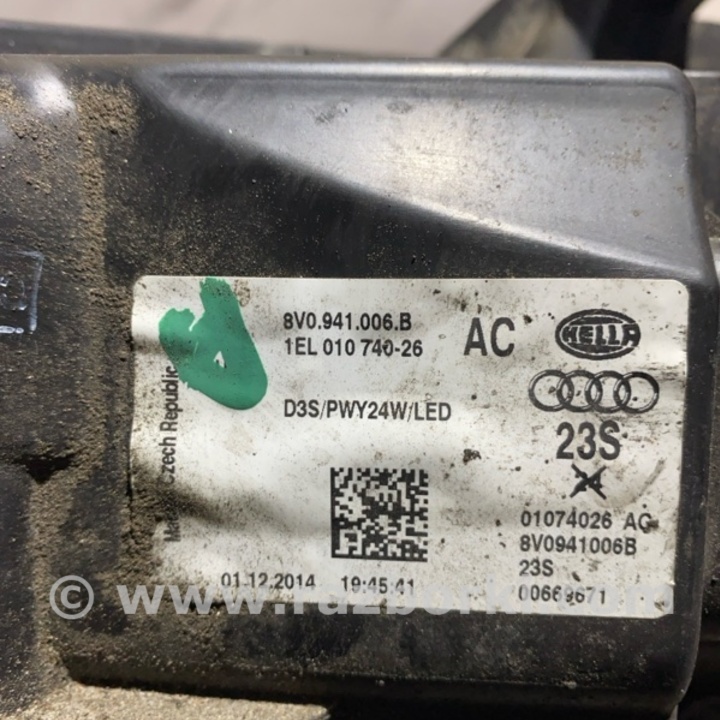 8V0.941.006.B
1EL 010 740-26
AC
HELLA
D3S/PWY24W/LED
23S
Czech Republic
01074026 AC
8V0941006B
23S
00669671
01.12.2014 19:45:41